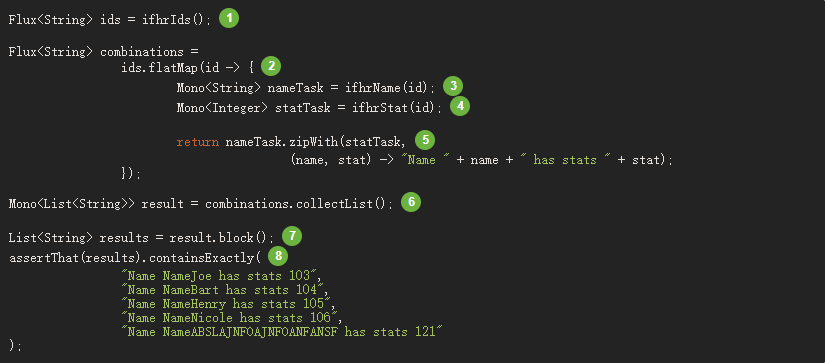 Flux<String> ids = ifhrIds(); 1
Flux<String> combinations =
ids.flatMap(id -> { 2
Mono<String> nameTask = ifhrName(id); 3
Mono<Integer> statTask = ifhrStat(id); 4
return nameTask.zipWith(statTask, 5
(name, stat) -> "Name " + name + " has stats " + stat);
});
Mono<List<String>> result = combinations.collectList(); 6
List<String> results = result.block(); 7
assertThat(results).containsExactly( 8
"Name NameJoe has stats 103",
"Name NameBart has stats 104",
"Name NameHenry has stats 105",
"Name NameNicole has stats 106",
"Name NameABSLAJNFOAJNFOANFANSF has stats 121"
);